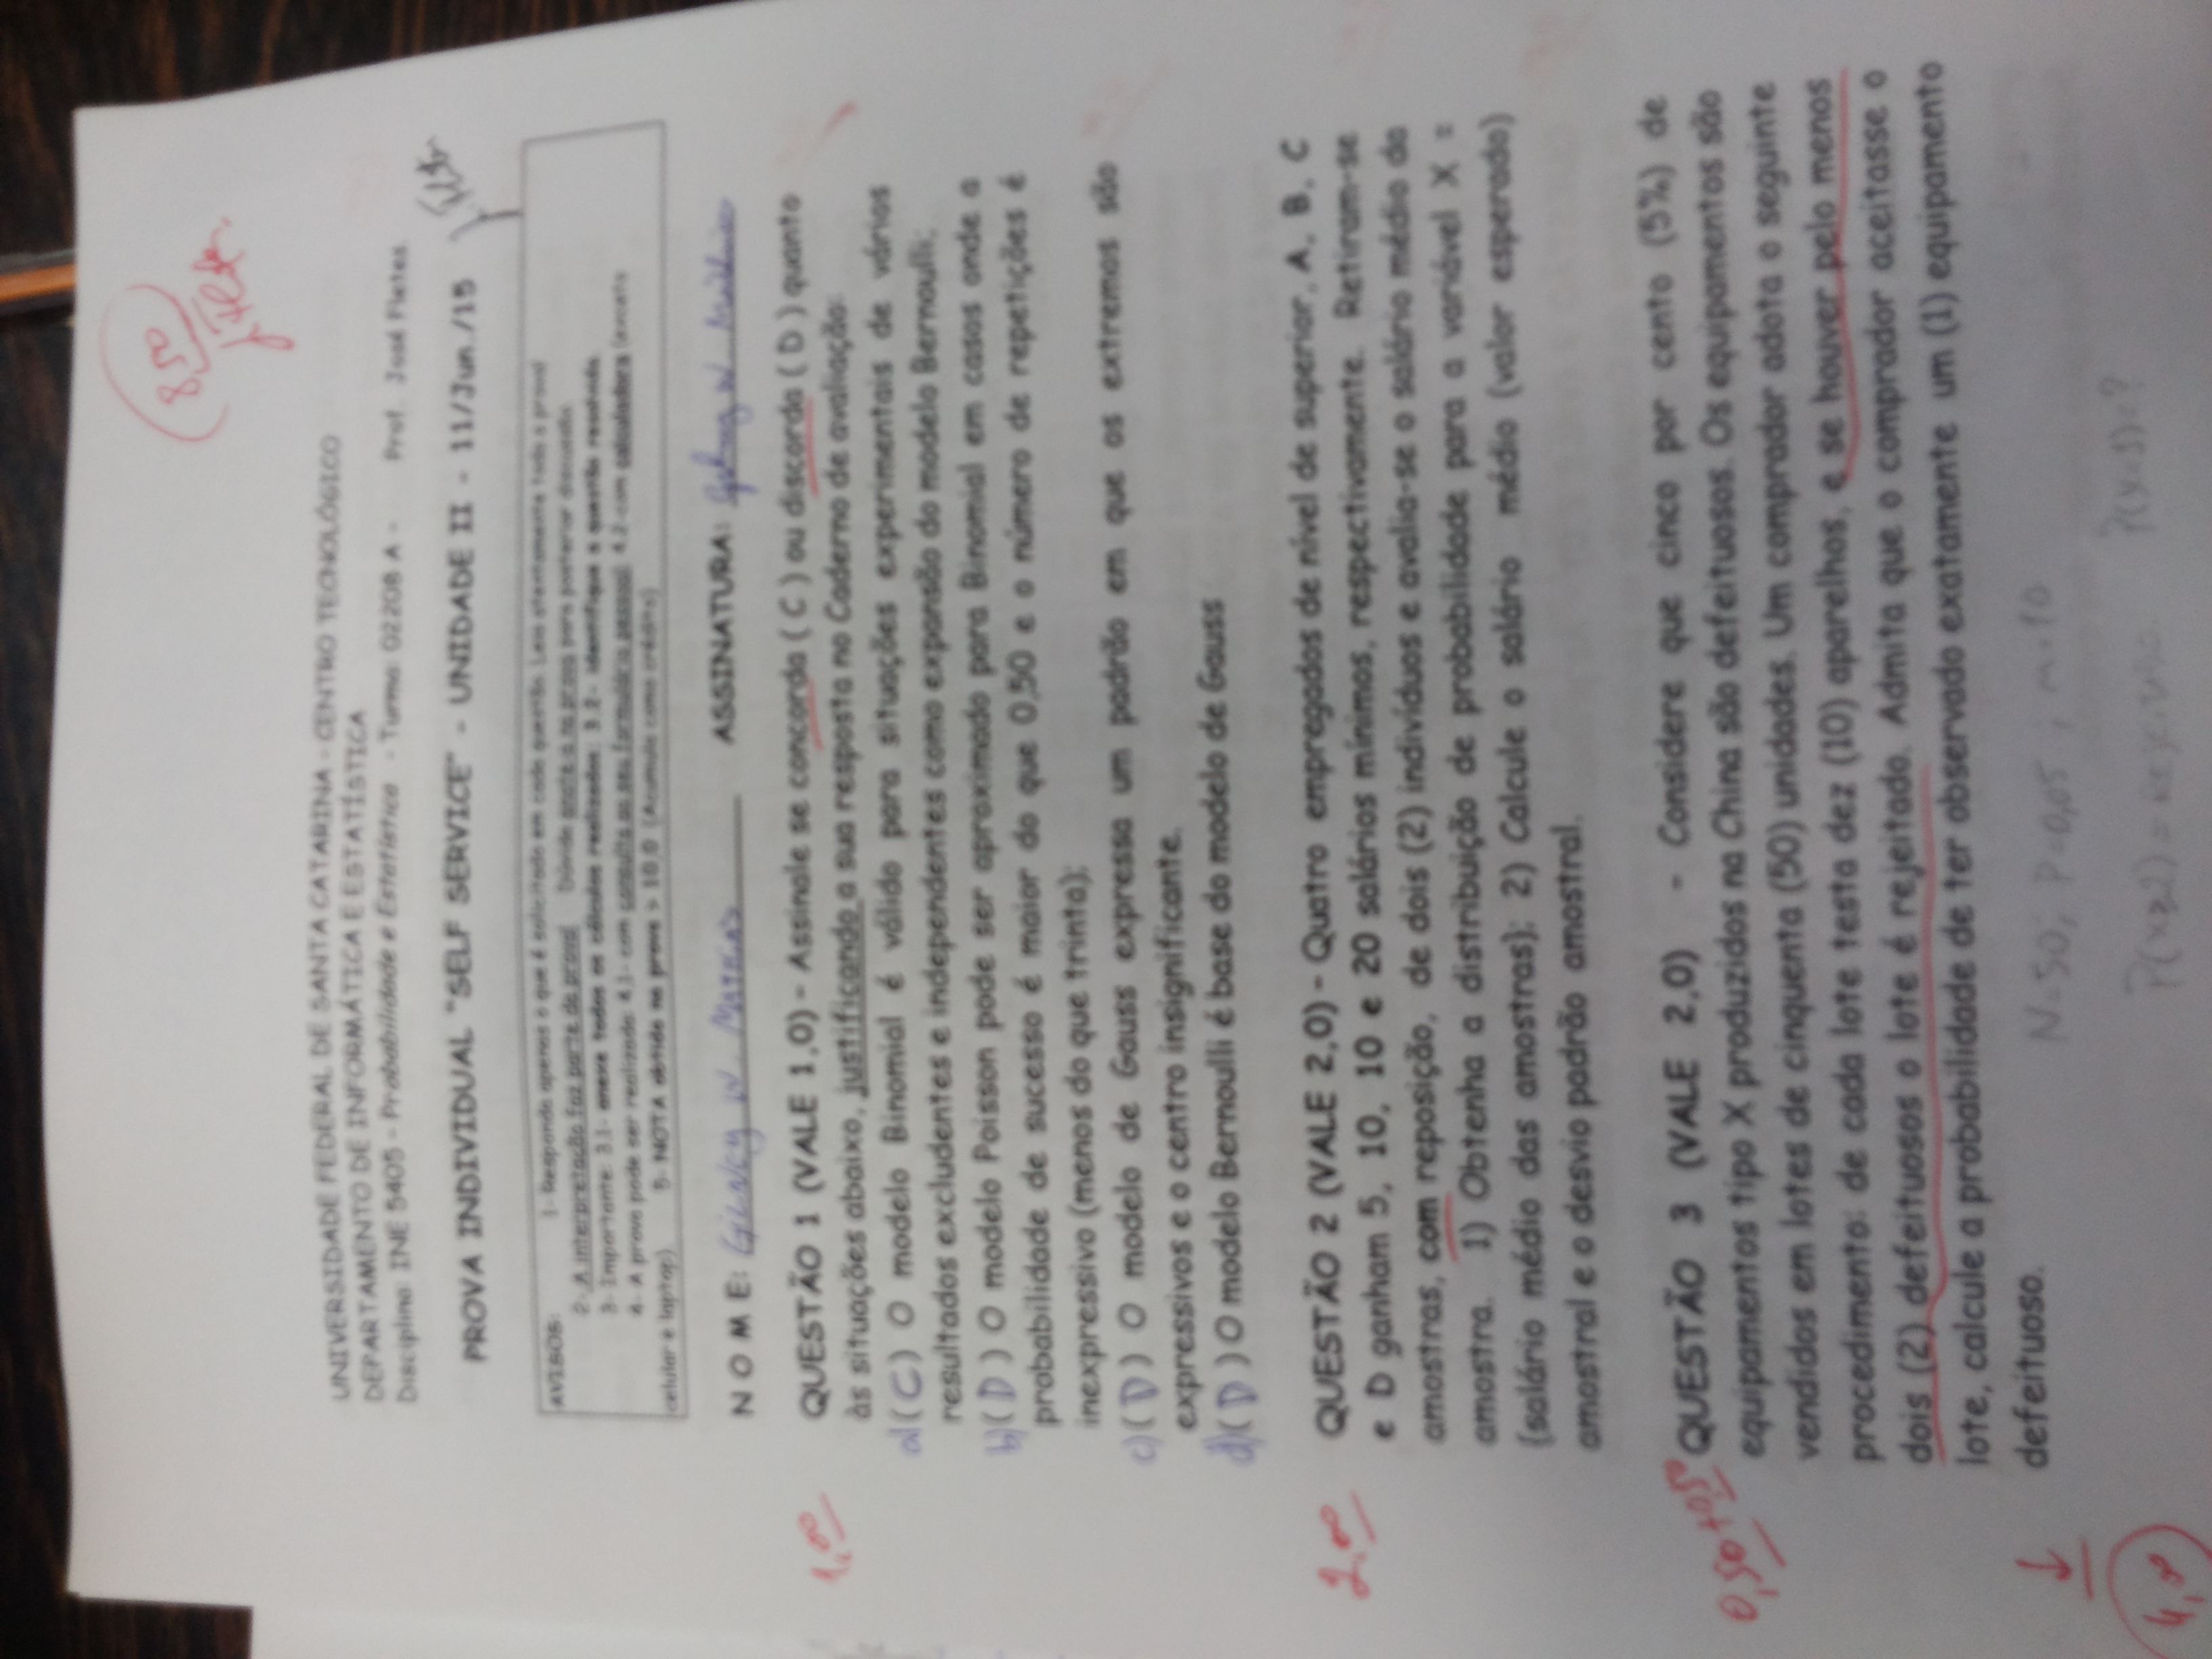 8,50
UNIVERSIDADE FEDERAL DE SANTA CATARINA - CENTRO TECNOLÓGICO
DEPARTAMENTO DE INFORMÁTICA E ESTATÍSTICA
Disciplina: INE 5405 - Probabilidade e Estatística - Turma: 02208 A - Prof. José Fletes.
PROVA INDIVIDUAL "SELF SERVICE" - UNIDADE II - 11/Jun./15
AVISOS: 1- Responda apenas o que é solicitado em cada questão. Leia atentamente toda a prova!
2- A interpretação faz parte da prova! Dúvida anote-a na prova para posterior discussão.
3- Importante: 3.1- anexe todos os cálculos realizados; 3.2- identifique a questão resolvida.
4- A prova pode ser realizada: 4.1- com consulta ao seu formulário pessoal; 4.2-com calculadora (exceto
celular e laptop). 5- NOTA obtida na prova > 10,0 (Acumula como crédito)
NOME: Gilney W. Mathias ASSINATURA:
1,00 QUESTÃO 1 (VALE 1,0) - Assinale se concorda ( C ) ou discorda ( D ) quanto
às situações abaixo, justificando a sua resposta no Caderno de avaliação:
a) (C) O modelo Binomial é válido para situações experimentais de vários
resultados excludentes e independentes como expansão do modelo Bernoulli;
b) ( D ) O modelo Poisson pode ser aproximado para Binomial em casos onde a
probabilidade de sucesso é maior do que 0,50 e o número de repetições é
inexpressivo (menos do que trinta);
c) ( D ) O modelo de Gauss expressa um padrão em que os extremos são
expressivos e o centro insignificante.
d) ( D ) O modelo Bernoulli é base do modelo de Gauss
2,00 QUESTÃO 2 (VALE 2,0) - Quatro empregados de nível de superior, A, B, C
e D ganham 5, 10, 10 e 20 salários mínimos, respectivamente. Retiram-se
amostras, com reposição, de dois (2) indivíduos e avalia-se o salário médio da
amostra. 1) Obtenha a distribuição de probabilidade para a variável X =
{salário médio das amostras}; 2) Calcule o salário médio (valor esperado)
amostral e o desvio padrão amostral.
0,50+0,50 QUESTÃO 3 (VALE 2,0) - Considere que cinco por cento (5%) de
equipamentos tipo X produzidos na China são defeituosos. Os equipamentos são
vendidos em lotes de cinquenta (50) unidades. Um comprador adota o seguinte
procedimento: de cada lote testa dez (10) aparelhos, e se houver pelo menos
dois (2) defeituosos o lote é rejeitado. Admita que o comprador aceitasse o
lote, calcule a probabilidade de ter observado exatamente um (1) equipamento
defeituoso.
N=50; P=0,05, n=10
P(x≥2) = Rejeitado P(x=1)=?
4,00